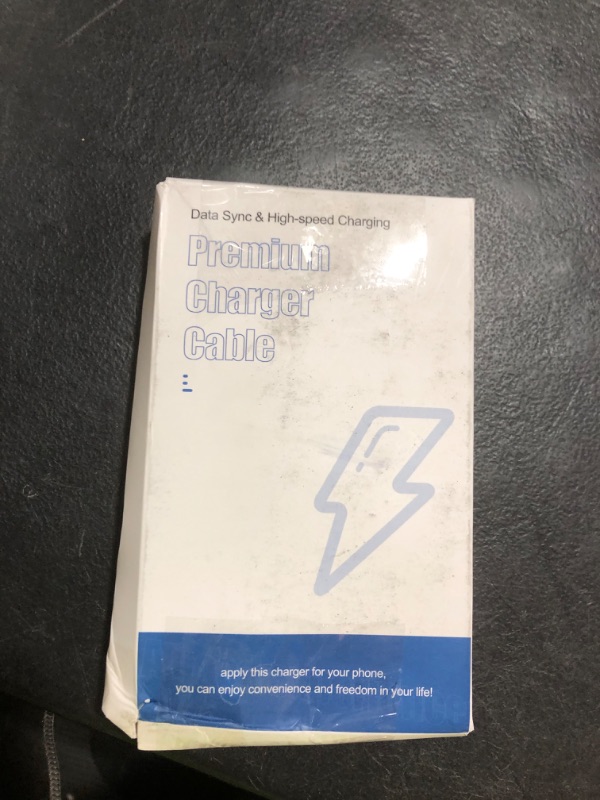 Data Sync & High-speed Charging
Premium
Charger
Cable
apply this charger for your phone,
you can enjoy convenience and freedom in your life!